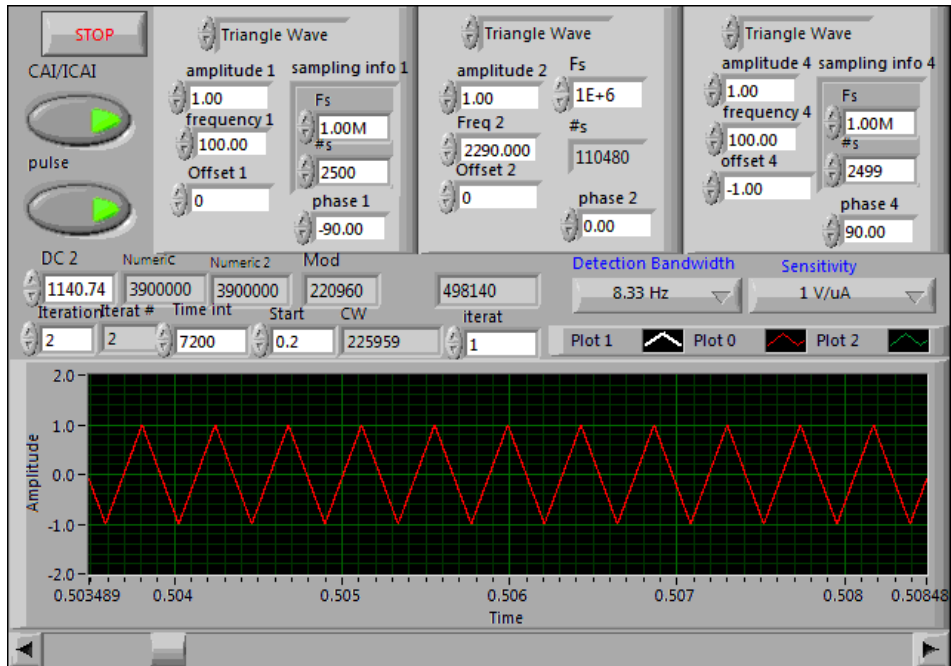 STOP
CAI/ICAI
pulse
Triangle Wave
amplitude 1 sampling info 1
1.00 Fs
frequency 1 1.00M
100.00 #s
Offset 1 2500
0 phase 1
-90.00
Triangle Wave
amplitude 2 Fs
1.00 1E+6
Freq 2 #s
2290.000 110480
Offset 2
0 phase 2
0.00
Triangle Wave
amplitude 4 sampling info 4
1.00 Fs
frequency 4 1.00M
100.00 #s
offset 4 2499
-1.00 phase 4
90.00
DC 2 Numeric Numeric 2 Mod
1140.74 3900000 3900000 220960 498140
Detection Bandwidth Sensitivity
8.33 Hz 1 V/uA
Iteration Iterat # Time int Start CW iterat
2 2 7200 0.2 225959 1
Plot 1 Plot 0 Plot 2
2.0
1.0
0.0
-1.0
-2.0
Amplitude
0.503489 0.504 0.505 0.506 0.507 0.508 0.50848
Time